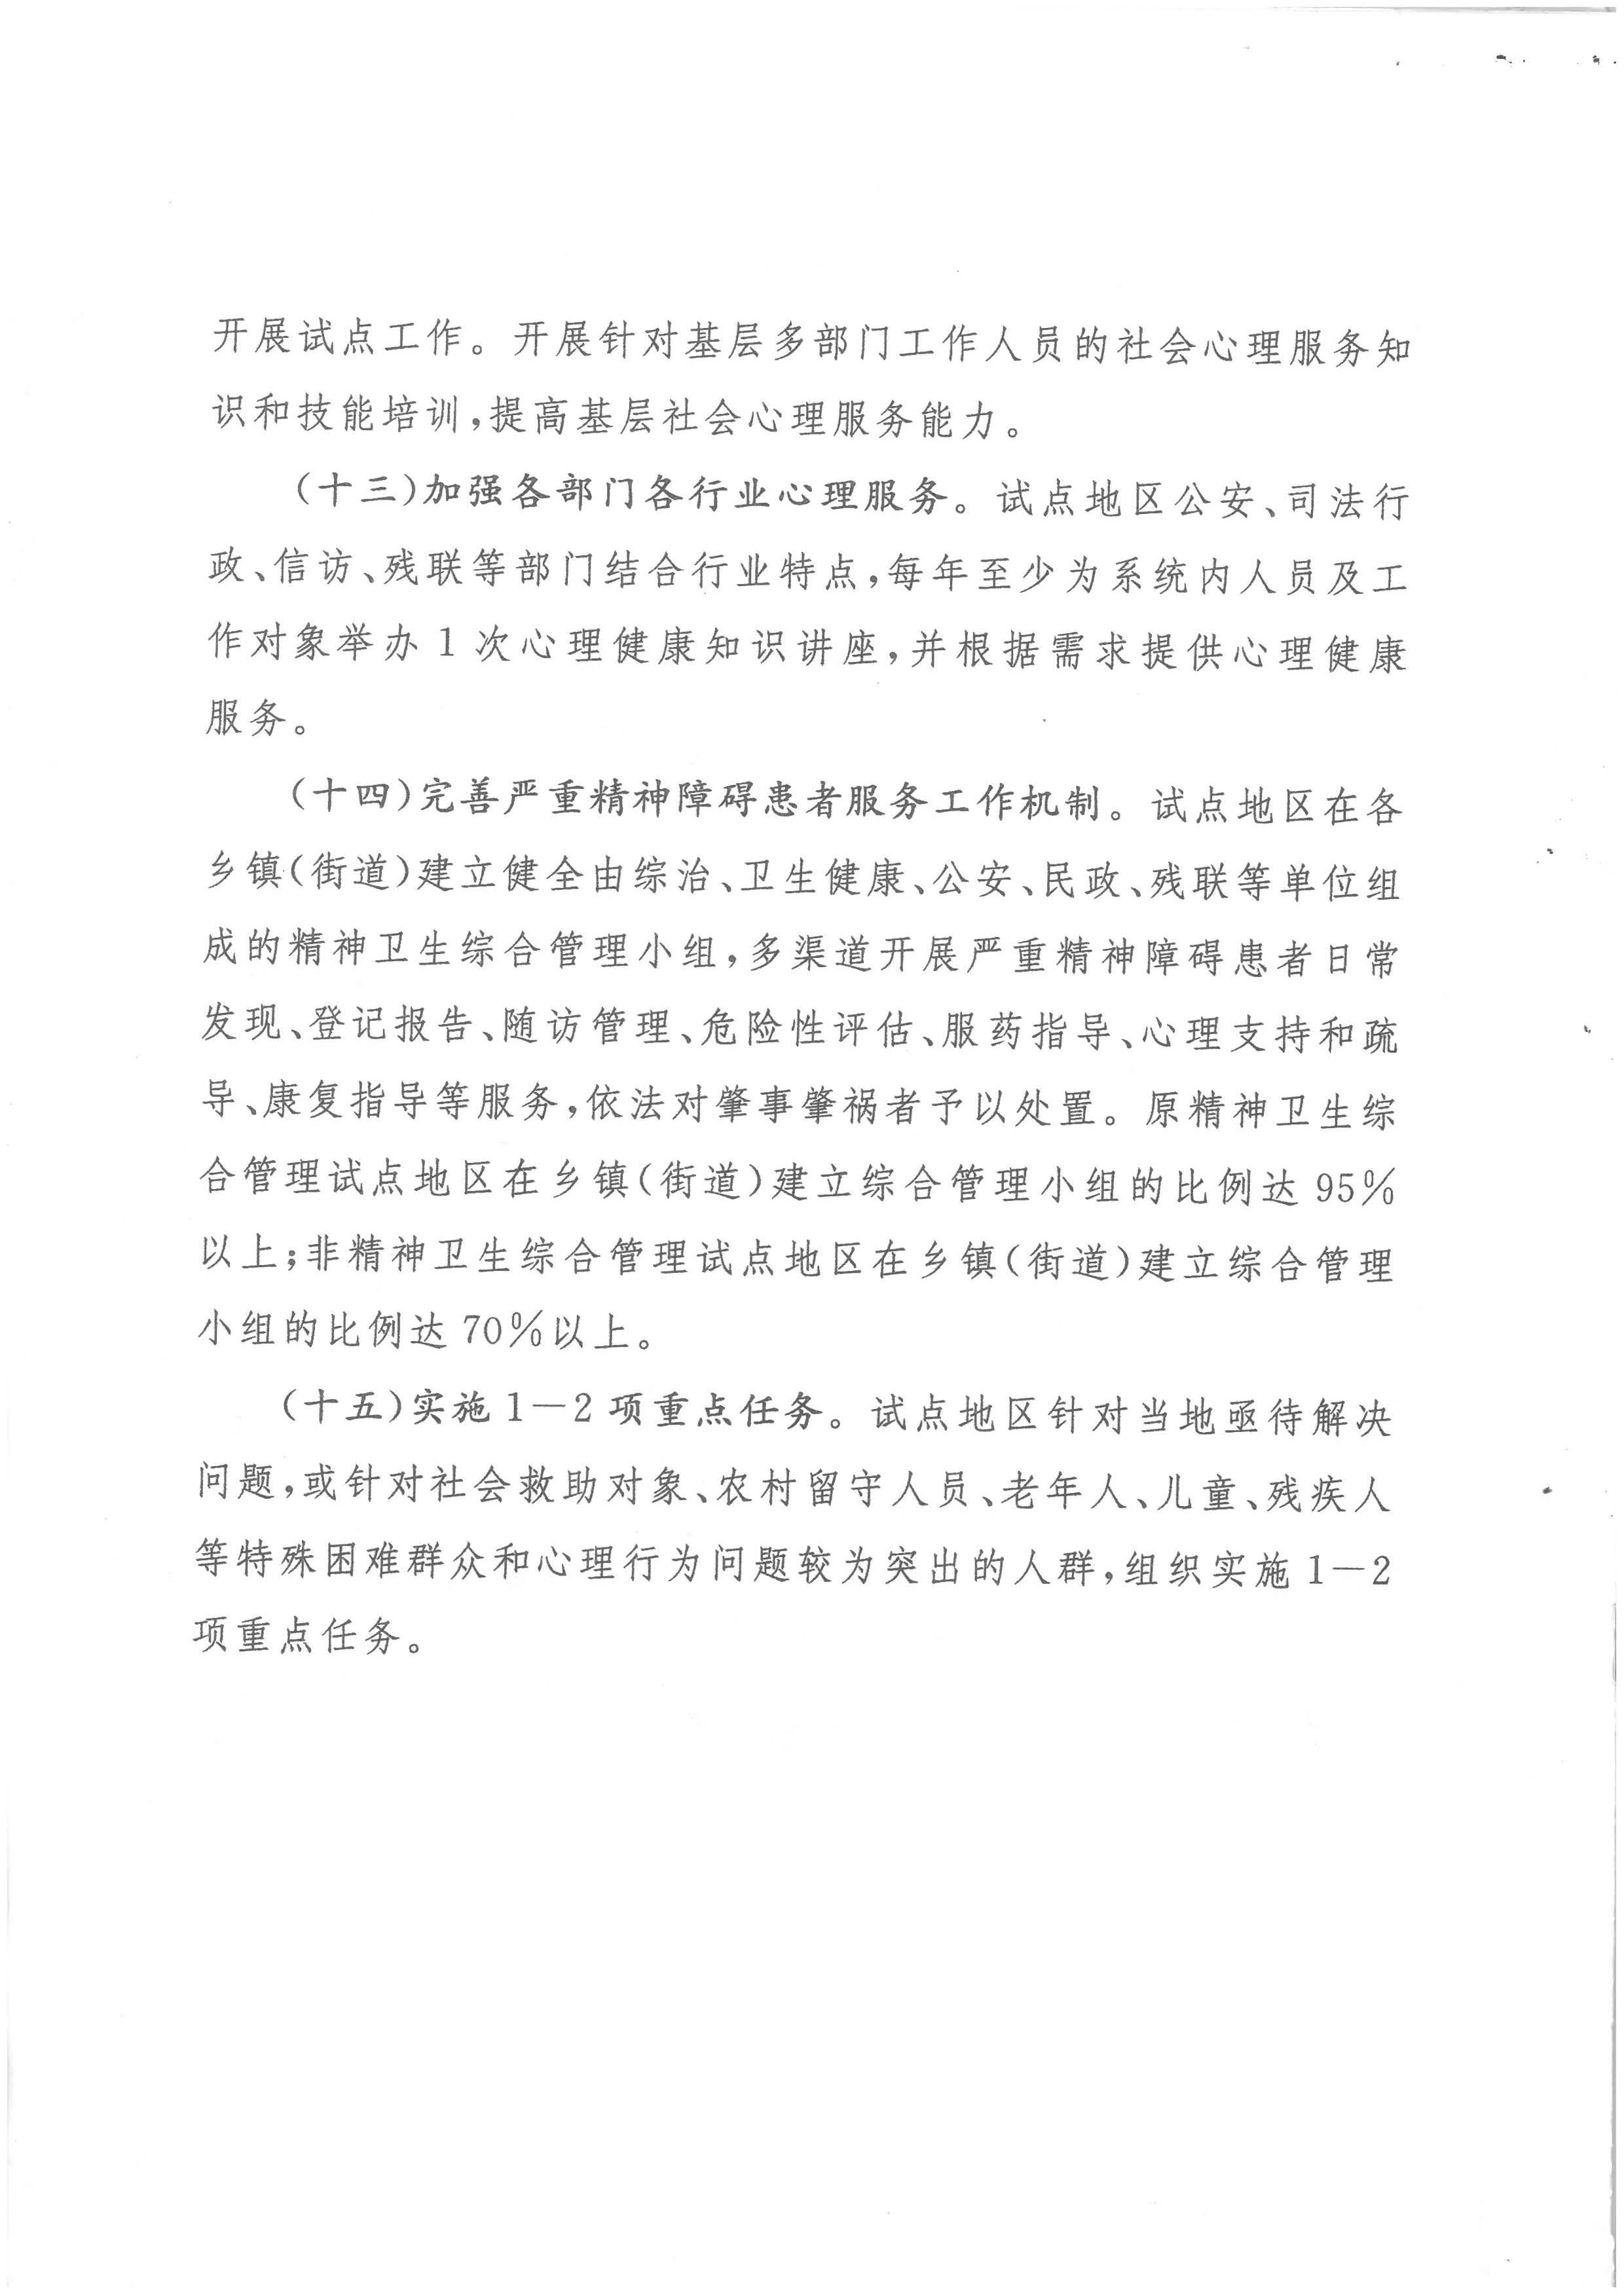 开展试点工作。开展针对基层多部门工作人员的社会心理服务知
识和技能培训,提高基层社会心理服务能力。
(十三)加强各部门各行业心理服务。试点地区公安、司法行
政、信访、残联等部门结合行业特点,每年至少为系统内人员及工
作对象举办1次心理健康知识讲座,并根据需求提供心理健康
服务。
(十四)完善严重精神障碍患者服务工作机制。试点地区在各
乡镇(街道)建立健全由综治、卫生健康、公安、民政、残联等单位组
成的精神卫生综合管理小组,多渠道开展严重精神障碍患者日常
发现、登记报告、随访管理、危险性评估、服药指导、心理支持和疏
导、康复指导等服务,依法对肇事肇祸者予以处置。原精神卫生综
合管理试点地区在乡镇(街道)建立综合管理小组的比例达95%
以上;非精神卫生综合管理试点地区在乡镇(街道)建立综合管理
小组的比例达70%以上。
(十五)实施1—2项重点任务。试点地区针对当地亟待解决
问题,或针对社会救助对象、农村留守人员、老年人、儿童、残疾人
等特殊困难群众和心理行为问题较为突出的人群,组织实施1—2
项重点任务。